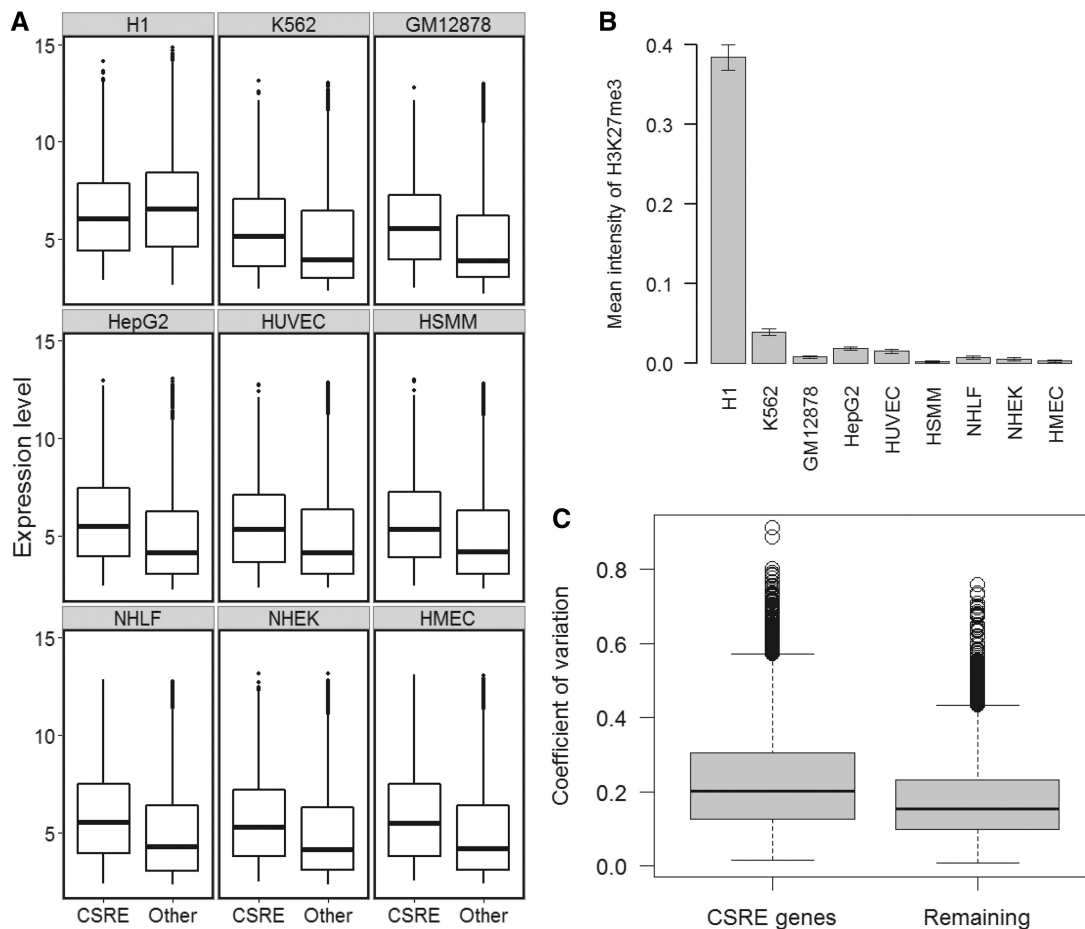 A
H1
K562
GM12878
15
10
5
HepG2
HUVEC
HSMM
15
10
5
NHLF
NHEK
HMEC
15
10
5
Expression level
CSRE
Other
CSRE
Other
CSRE
Other
B
0.4
0.3
0.2
0.1
0.0
Mean intensity of H3K27me3
H1
K562
GM12878
HepG2
HUVEC
HSMM
NHLF
NHEK
HMEC
C
0.8
0.6
0.4
0.2
0.0
Coefficient of variation
CSRE genes
Remaining